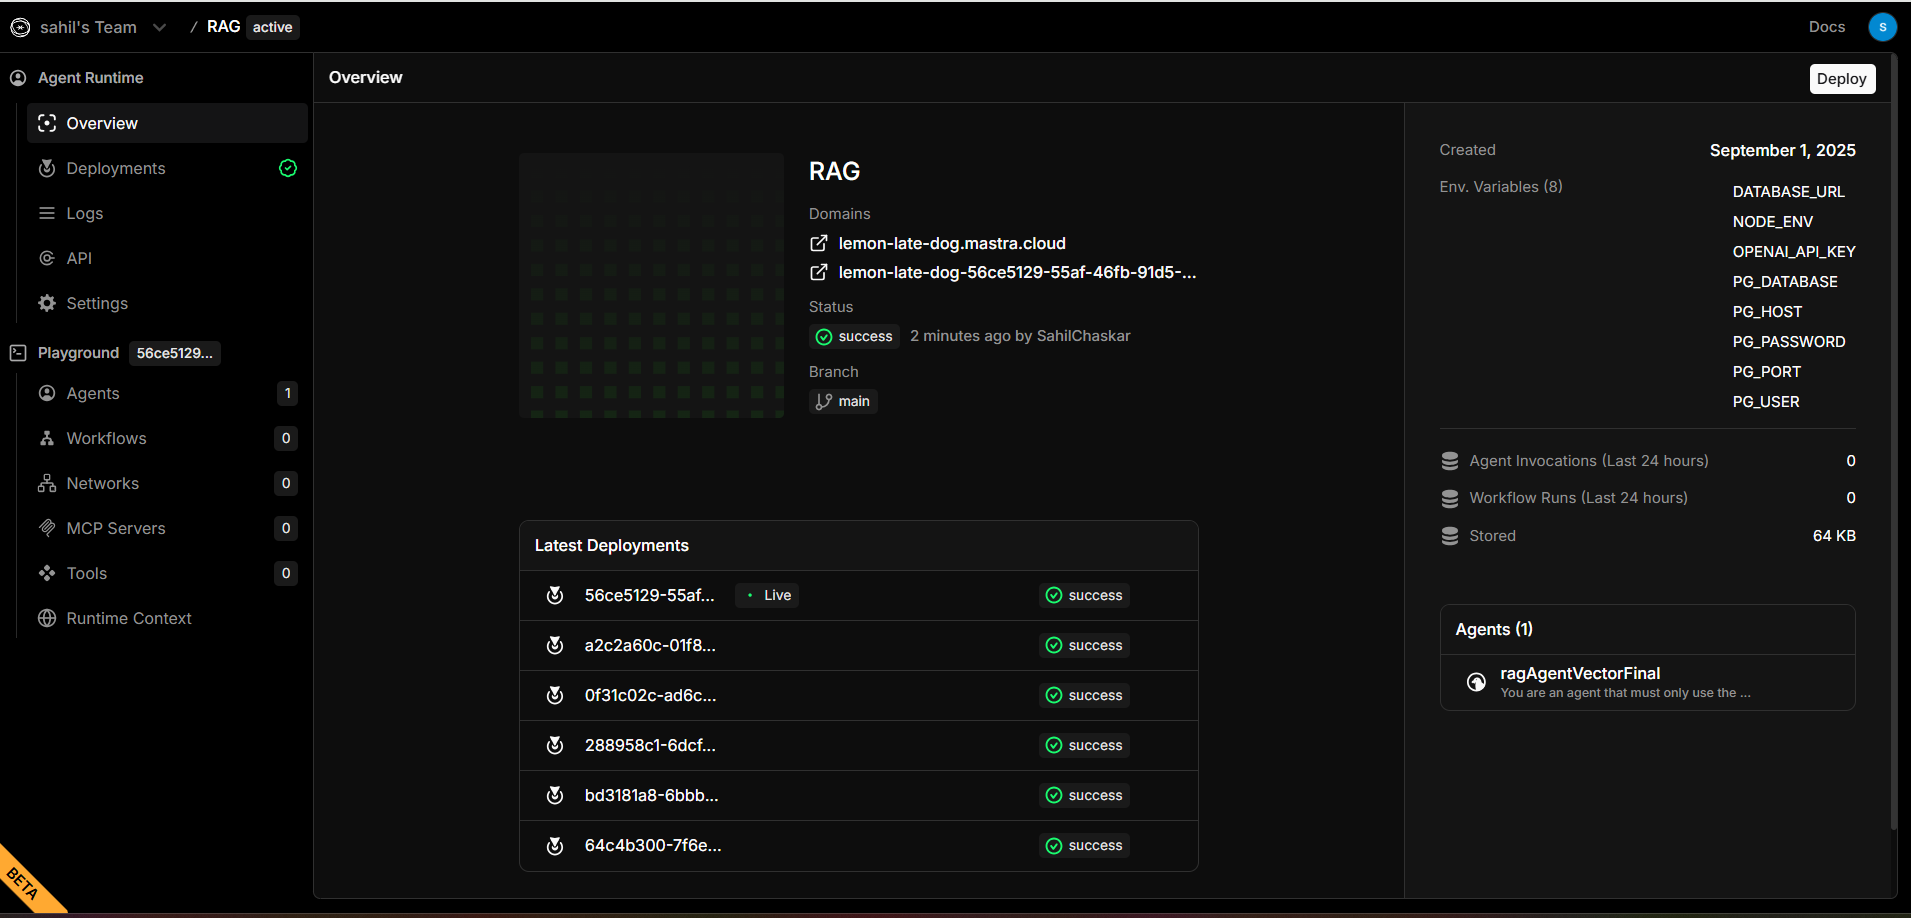 sahil's Team / RAG active
Docs
S
Agent Runtime
Overview
Deployments
Logs
API
Settings
Playground 56ce5129...
Agents 1
Workflows 0
Networks 0
MCP Servers 0
Tools 0
Runtime Context
BETA
Overview
Deploy
RAG
Domains
lemon-late-dog.mastra.cloud
lemon-late-dog-56ce5129-55af-46fb-91d5-...
Status
success 2 minutes ago by SahilChaskar
Branch
main
Latest Deployments
56ce5129-55af... Live success
a2c2a60c-01f8... success
0f31c02c-ad6c... success
288958c1-6dcf... success
bd3181a8-6bbb... success
64c4b300-7f6e... success
Created September 1, 2025
Env. Variables (8)
DATABASE_URL
NODE_ENV
OPENAI_API_KEY
PG_DATABASE
PG_HOST
PG_PASSWORD
PG_PORT
PG_USER
Agent Invocations (Last 24 hours) 0
Workflow Runs (Last 24 hours) 0
Stored 64 KB
Agents (1)
ragAgentVectorFinal
You are an agent that must only use the ...